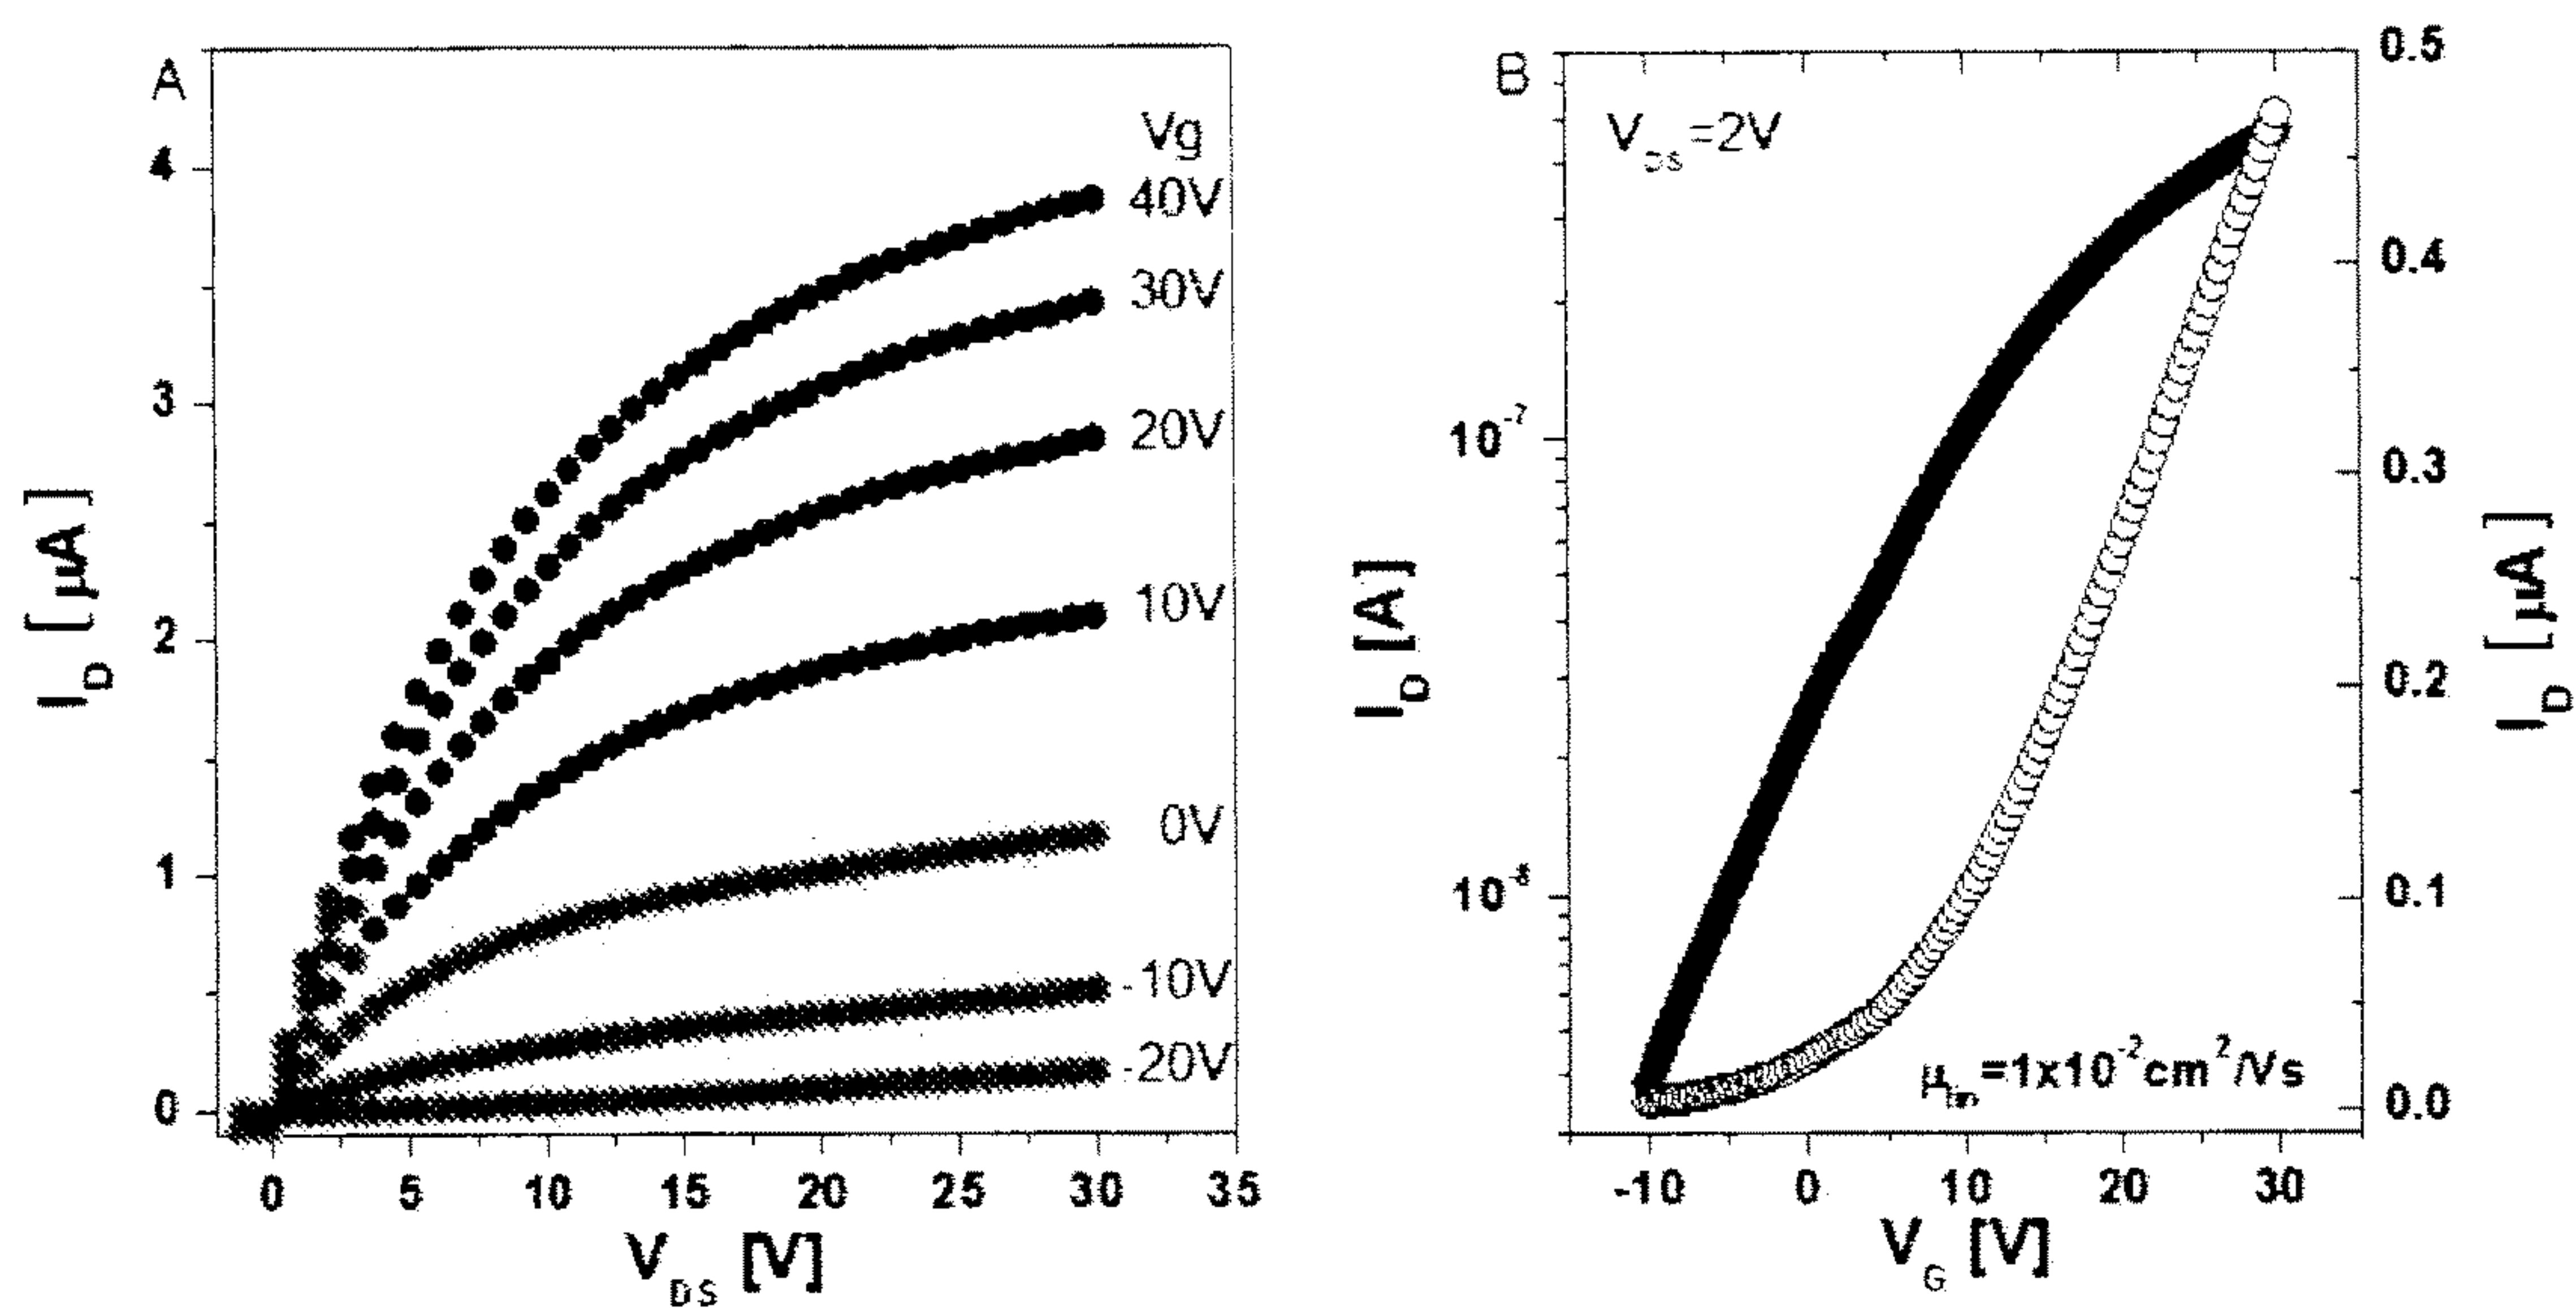 A
Vg
40V
30V
20V
10V
0V
-10V
-20V
4
3
2
1
0
I_D [μA]
0 5 10 15 20 25 30 35
V_DS [V]
B
V_DS=2V
10^-7
10^-8
I_D [A]
0.5
0.4
0.3
0.2
0.1
0.0
I_D [μA]
μ_lin=1x10^-2cm^2/Vs
-10 0 10 20 30
V_G [V]